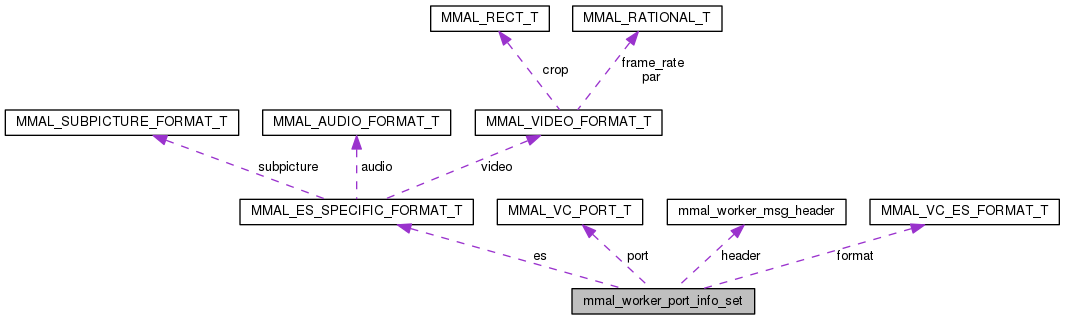 MMAL_RECT_T
MMAL_RATIONAL_T
crop
frame_rate
par
MMAL_SUBPICTURE_FORMAT_T
MMAL_AUDIO_FORMAT_T
MMAL_VIDEO_FORMAT_T
subpicture
audio
video
MMAL_ES_SPECIFIC_FORMAT_T
MMAL_VC_PORT_T
mmal_worker_msg_header
MMAL_VC_ES_FORMAT_T
es
port
header
format
mmal_worker_port_info_set